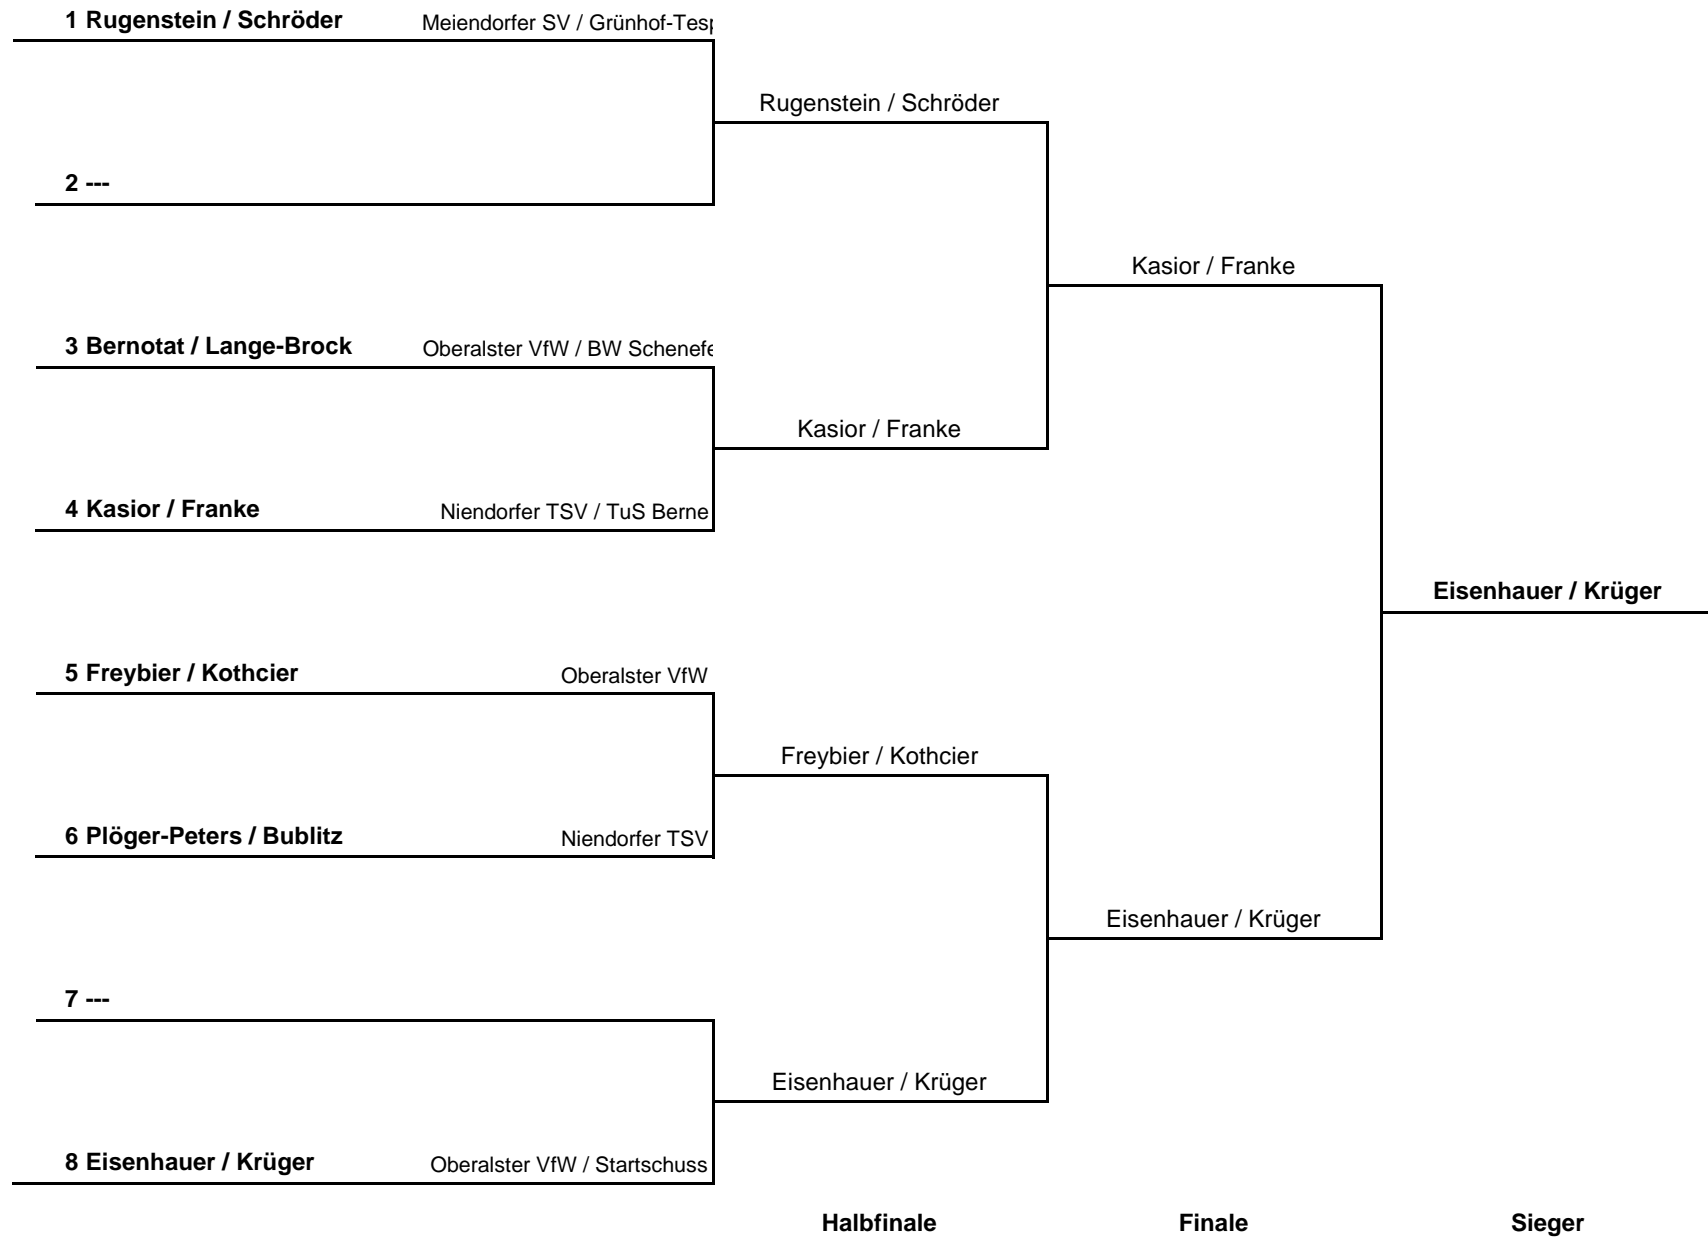 1 Rugenstein / Schröder Meiendorfer SV / Grünhof-Tesp
Rugenstein / Schröder
2 ---
Kasior / Franke
3 Bernotat / Lange-Brock Oberalster VfW / BW Schenefe
Kasior / Franke
4 Kasior / Franke Niendorfer TSV / TuS Berne
Eisenhauer / Krüger
5 Freybier / Kothcier Oberalster VfW
Freybier / Kothcier
6 Plöger-Peters / Bublitz Niendorfer TSV
Eisenhauer / Krüger
7 ---
Eisenhauer / Krüger
8 Eisenhauer / Krüger Oberalster VfW / Startschuss
Halbfinale Finale Sieger